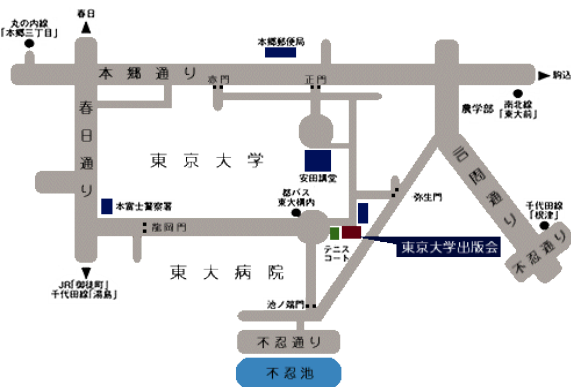 春日
丸の内線
「本郷三丁目」
本郷郵便局
本郷通り
赤門
正門
駒込
農学部
南北線
「東大前」
春日通り
東京大学
安田講堂
言問通り
本富士警察署
都バス
東大構内
弥生門
千代田線
「根津」
龍岡門
テニス
コート
東京大学出版会
不忍通り
東大病院
JR「御徒町」
千代田線「湯島」
池ノ端門
不忍通り
不忍池